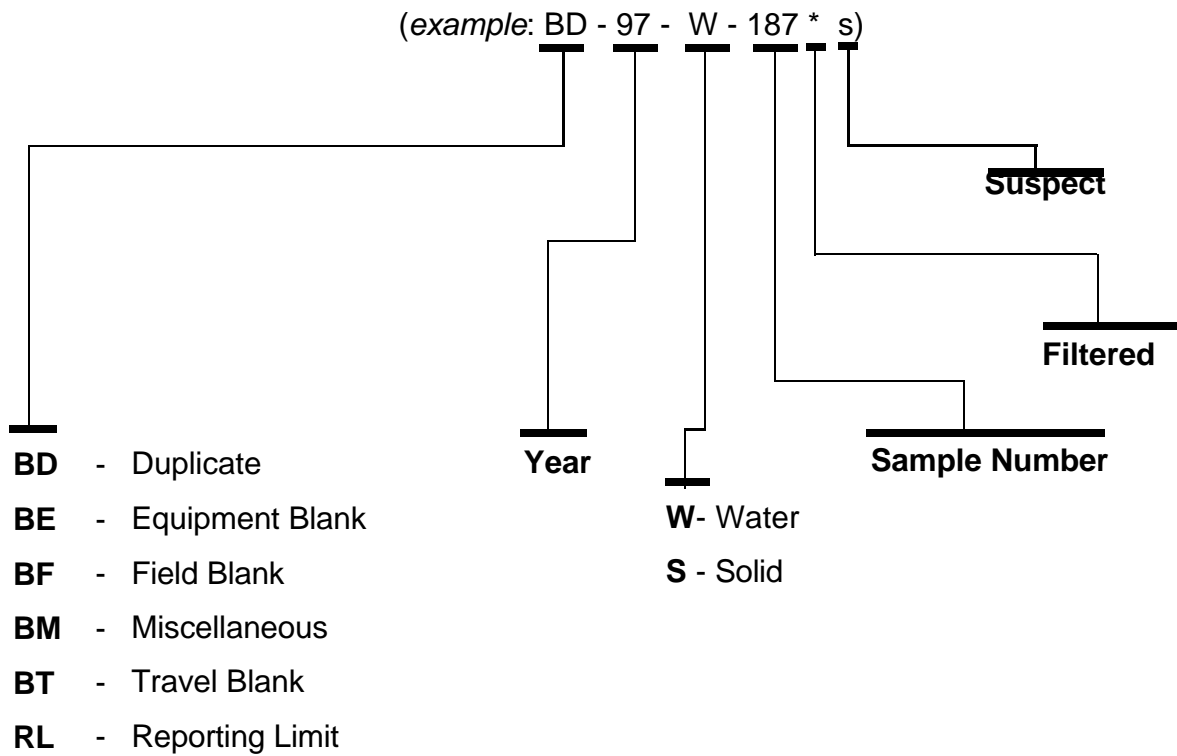 (example: BD - 97 - W - 187 * s)
Suspect
Filtered
BD - Duplicate
BE - Equipment Blank
BF - Field Blank
BM - Miscellaneous
BT - Travel Blank
RL - Reporting Limit
Year
W- Water
S - Solid
Sample Number